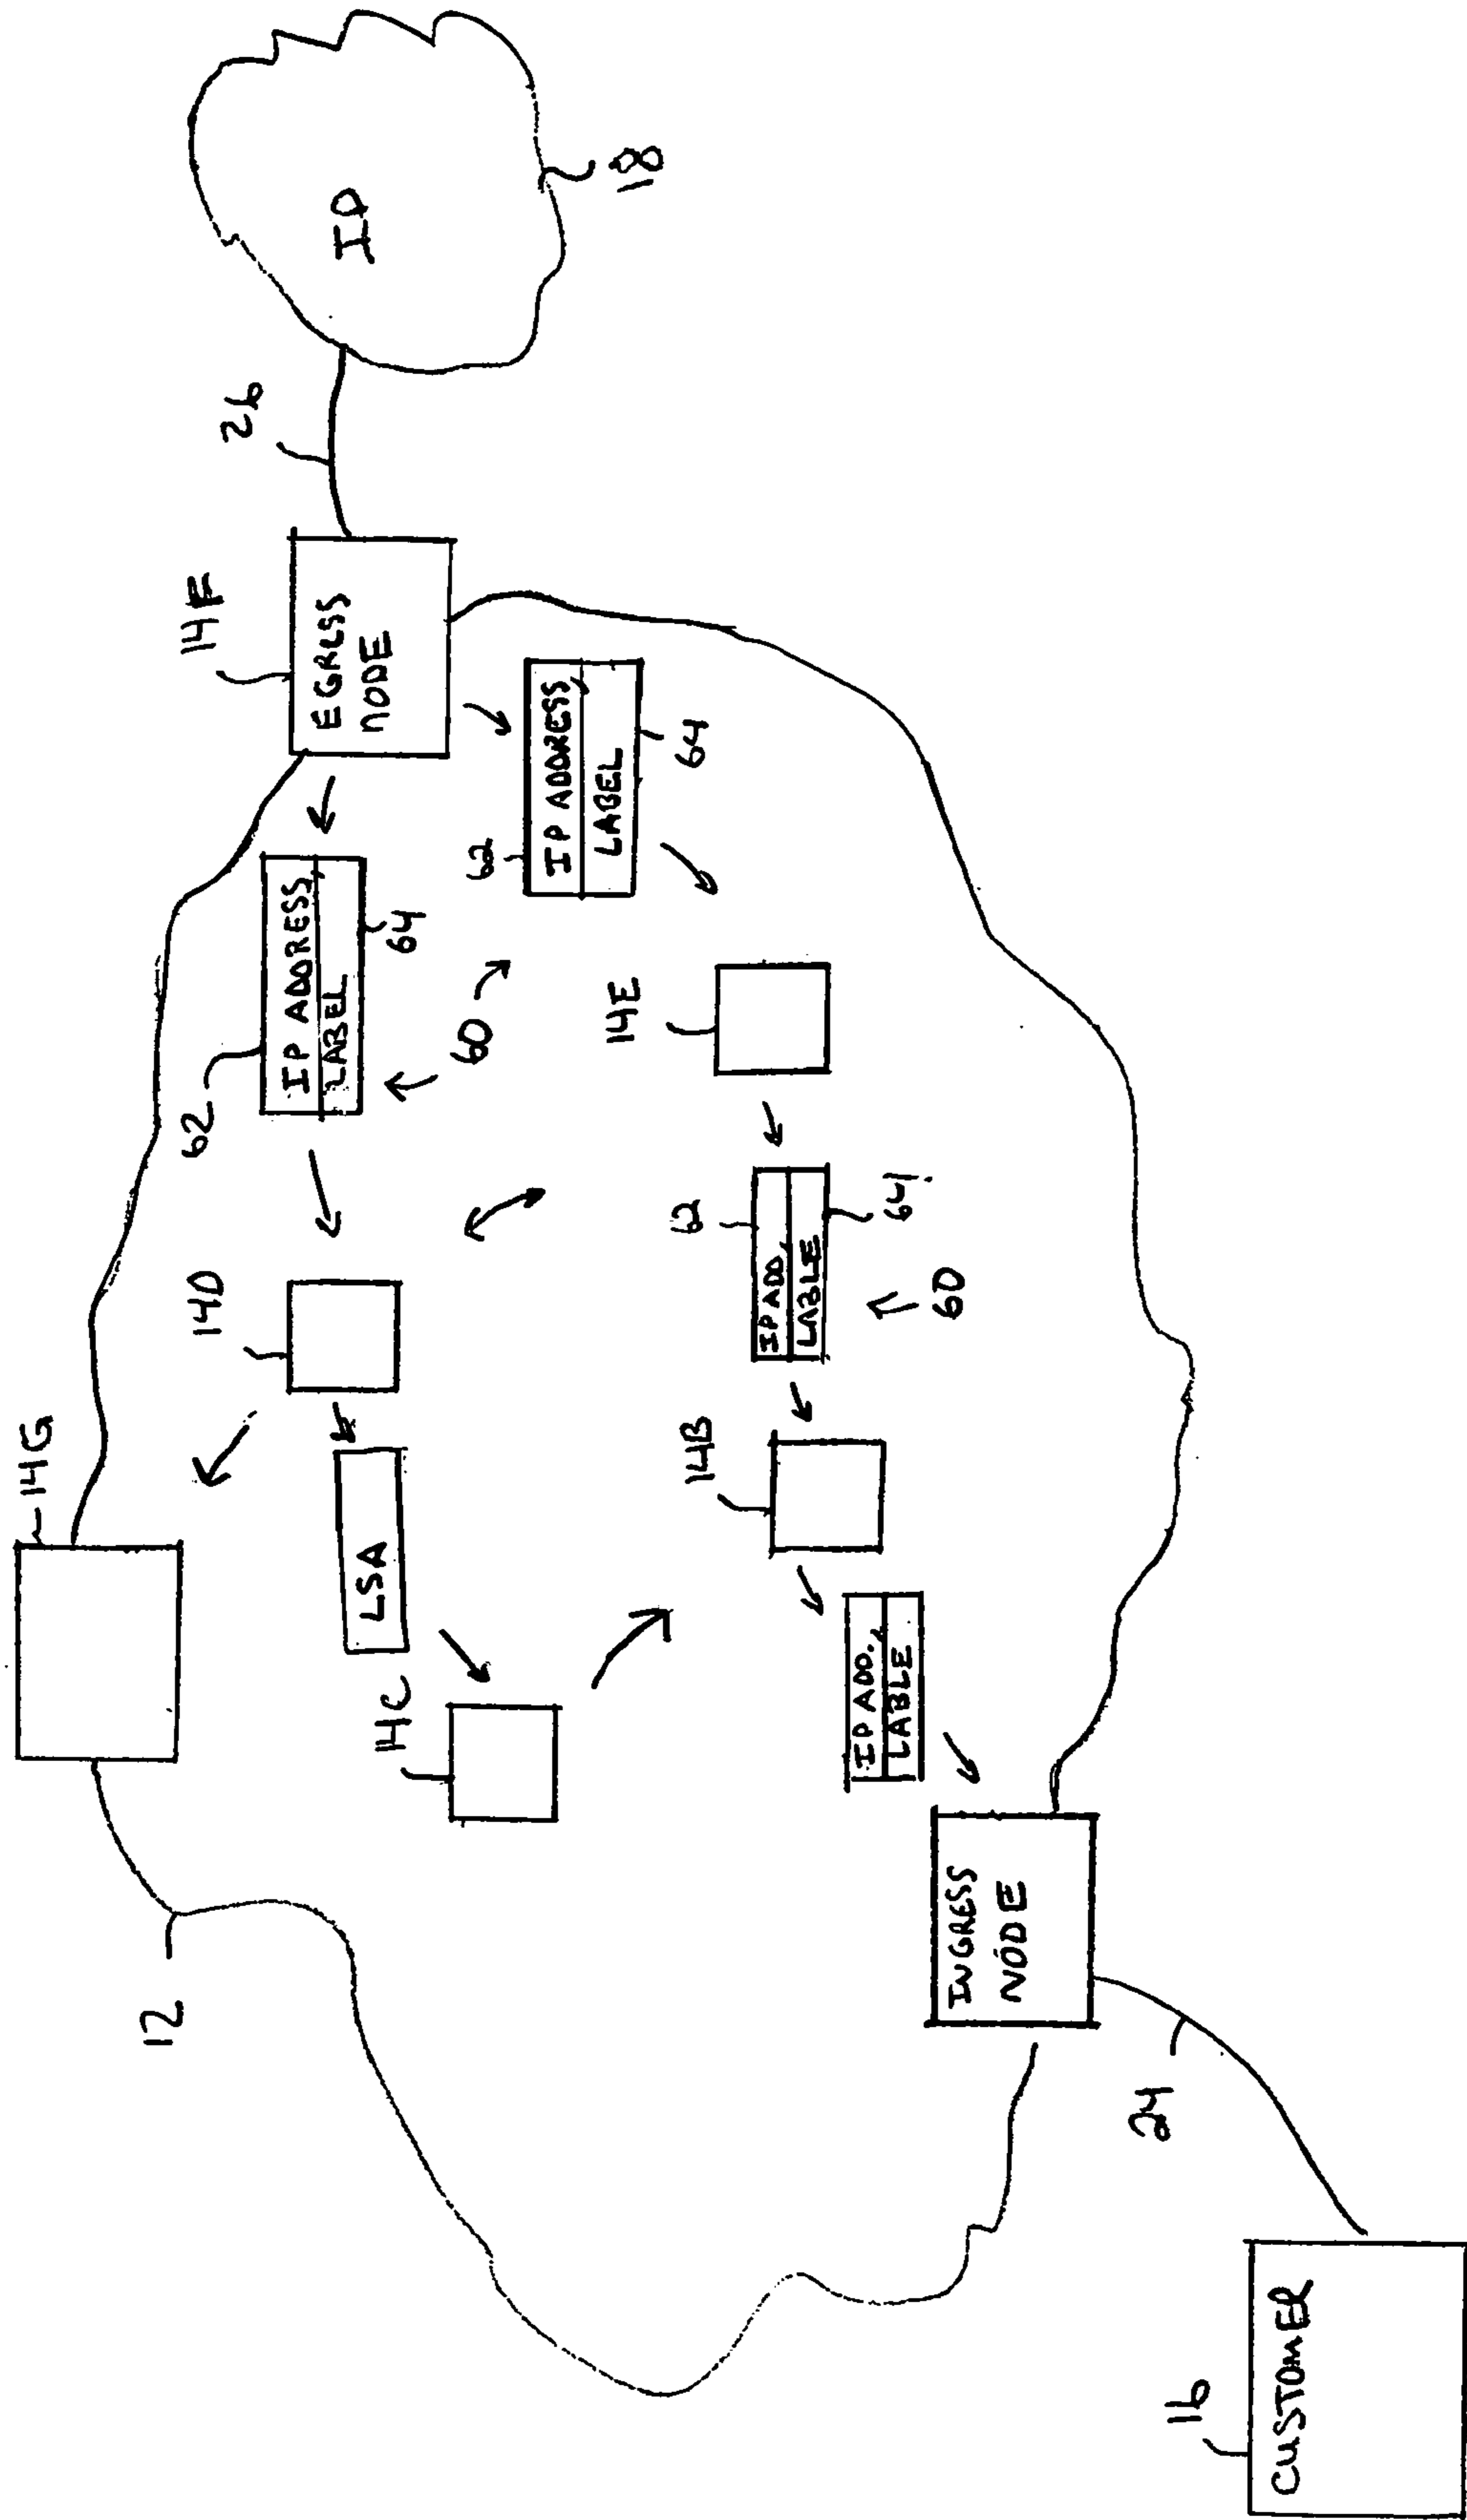 14G
12
14D
62
14F
26
IP ADDRESS,
LABEL
64
EGRESS
NODE
IP
18
LSA
14C
60
62
IP ADDRESS,
LABEL
64
14E
14B
62
IP ADD,
LABLE
64
60
IP ADD.,
LABLE
INGRESS
NODE
24
16
CUSTOMER